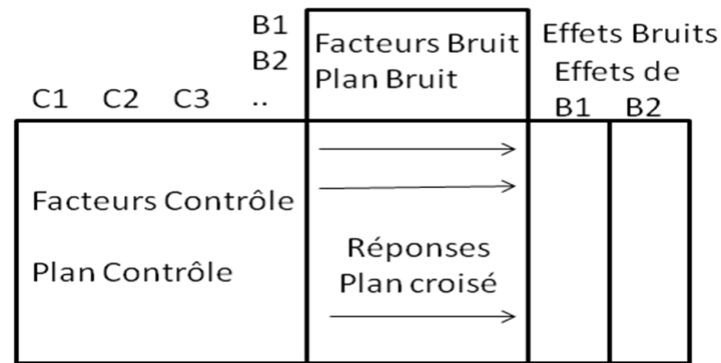 B1
B2
C1 C2 C3 ..
Facteurs Bruit
Plan Bruit
Effets Bruits
Effets de
B1 B2
Facteurs Contrôle
Plan Contrôle
Réponses
Plan croisé